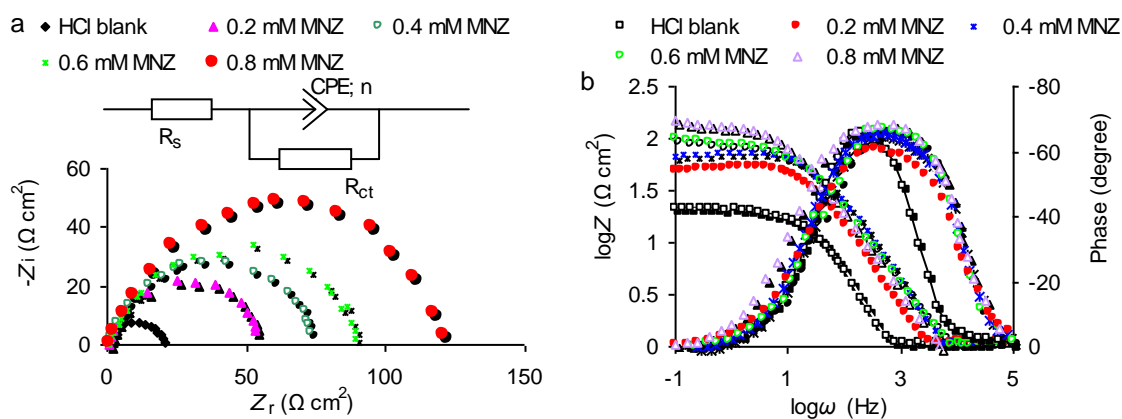 a
HCl blank 0.2 mM MNZ 0.4 mM MNZ
0.6 mM MNZ 0.8 mM MNZ
CPE; n
Rs
Rct
60
40
20
0
-Zi (Ω cm²)
0 50 100 150
Zr (Ω cm²)
HCl blank 0.2 mM MNZ 0.4 mM MNZ
0.6 mM MNZ 0.8 mM MNZ
b
2.5
2
1.5
1
0.5
0
logZ (Ω cm²)
-80
-60
-40
-20
0
Phase (degree)
-1 1 3 5
logω (Hz)